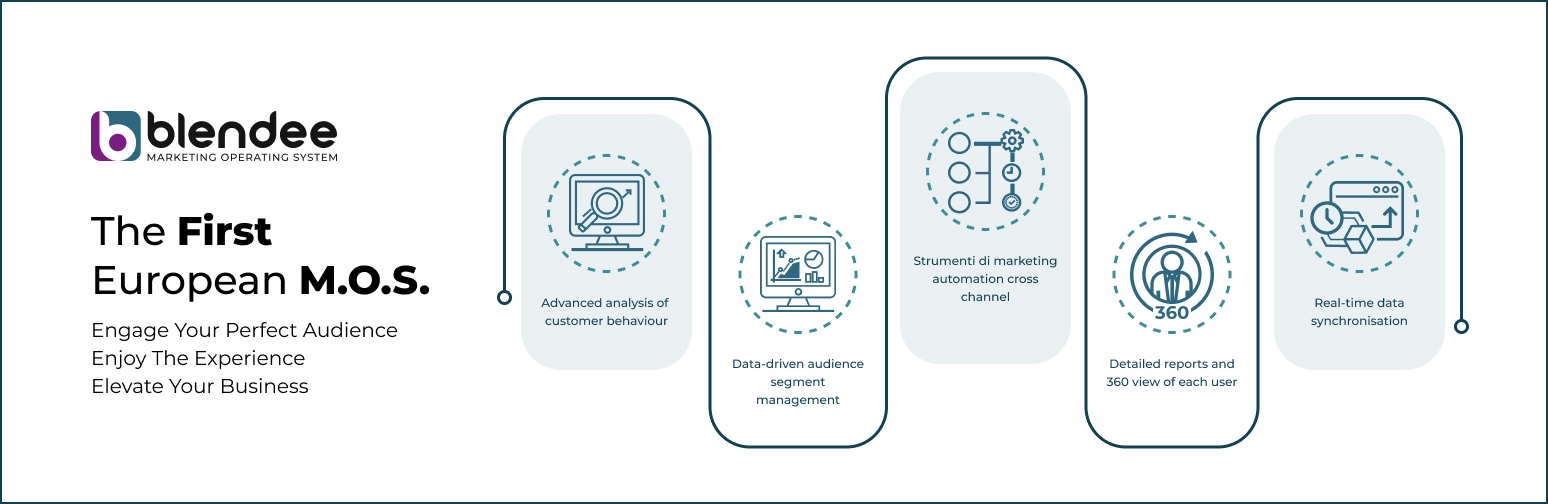 blendee
MARKETING OPERATING SYSTEM
The First
European M.O.S.
Engage Your Perfect Audience
Enjoy The Experience
Elevate Your Business
Advanced analysis of
customer behaviour
Data-driven audience
segment
management
Strumenti di marketing
automation cross
channel
360
Detailed reports and
360 view of each user
Real-time data
synchronisation